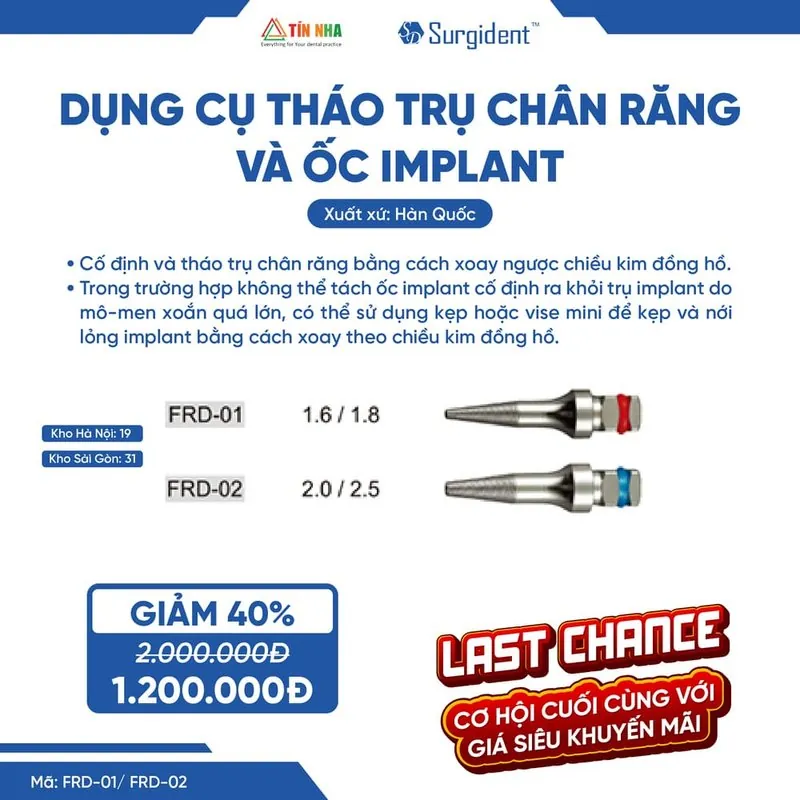 TÍN NHA
Everything for Your dental practice
Surgident™
DỤNG CỤ THÁO TRỤ CHÂN RĂNG
VÀ ỐC IMPLANT
Xuất xứ: Hàn Quốc
• Cố định và tháo trụ chân răng bằng cách xoay ngược chiều kim đồng hồ.
• Trong trường hợp không thể tách ốc implant cố định ra khỏi trụ implant do
mô-men xoắn quá lớn, có thể sử dụng kẹp hoặc vise mini để kẹp và nới
lỏng implant bằng cách xoay theo chiều kim đồng hồ.
FRD-01 1.6 / 1.8
Kho Hà Nội: 19
Kho Sài Gòn: 31
FRD-02 2.0 / 2.5
GIẢM 40%
2.000.000Đ
1.200.000Đ
LAST CHANCE
CƠ HỘI CUỐI CÙNG VỚI
GIÁ SIÊU KHUYẾN MÃI
Mã: FRD-01/ FRD-02